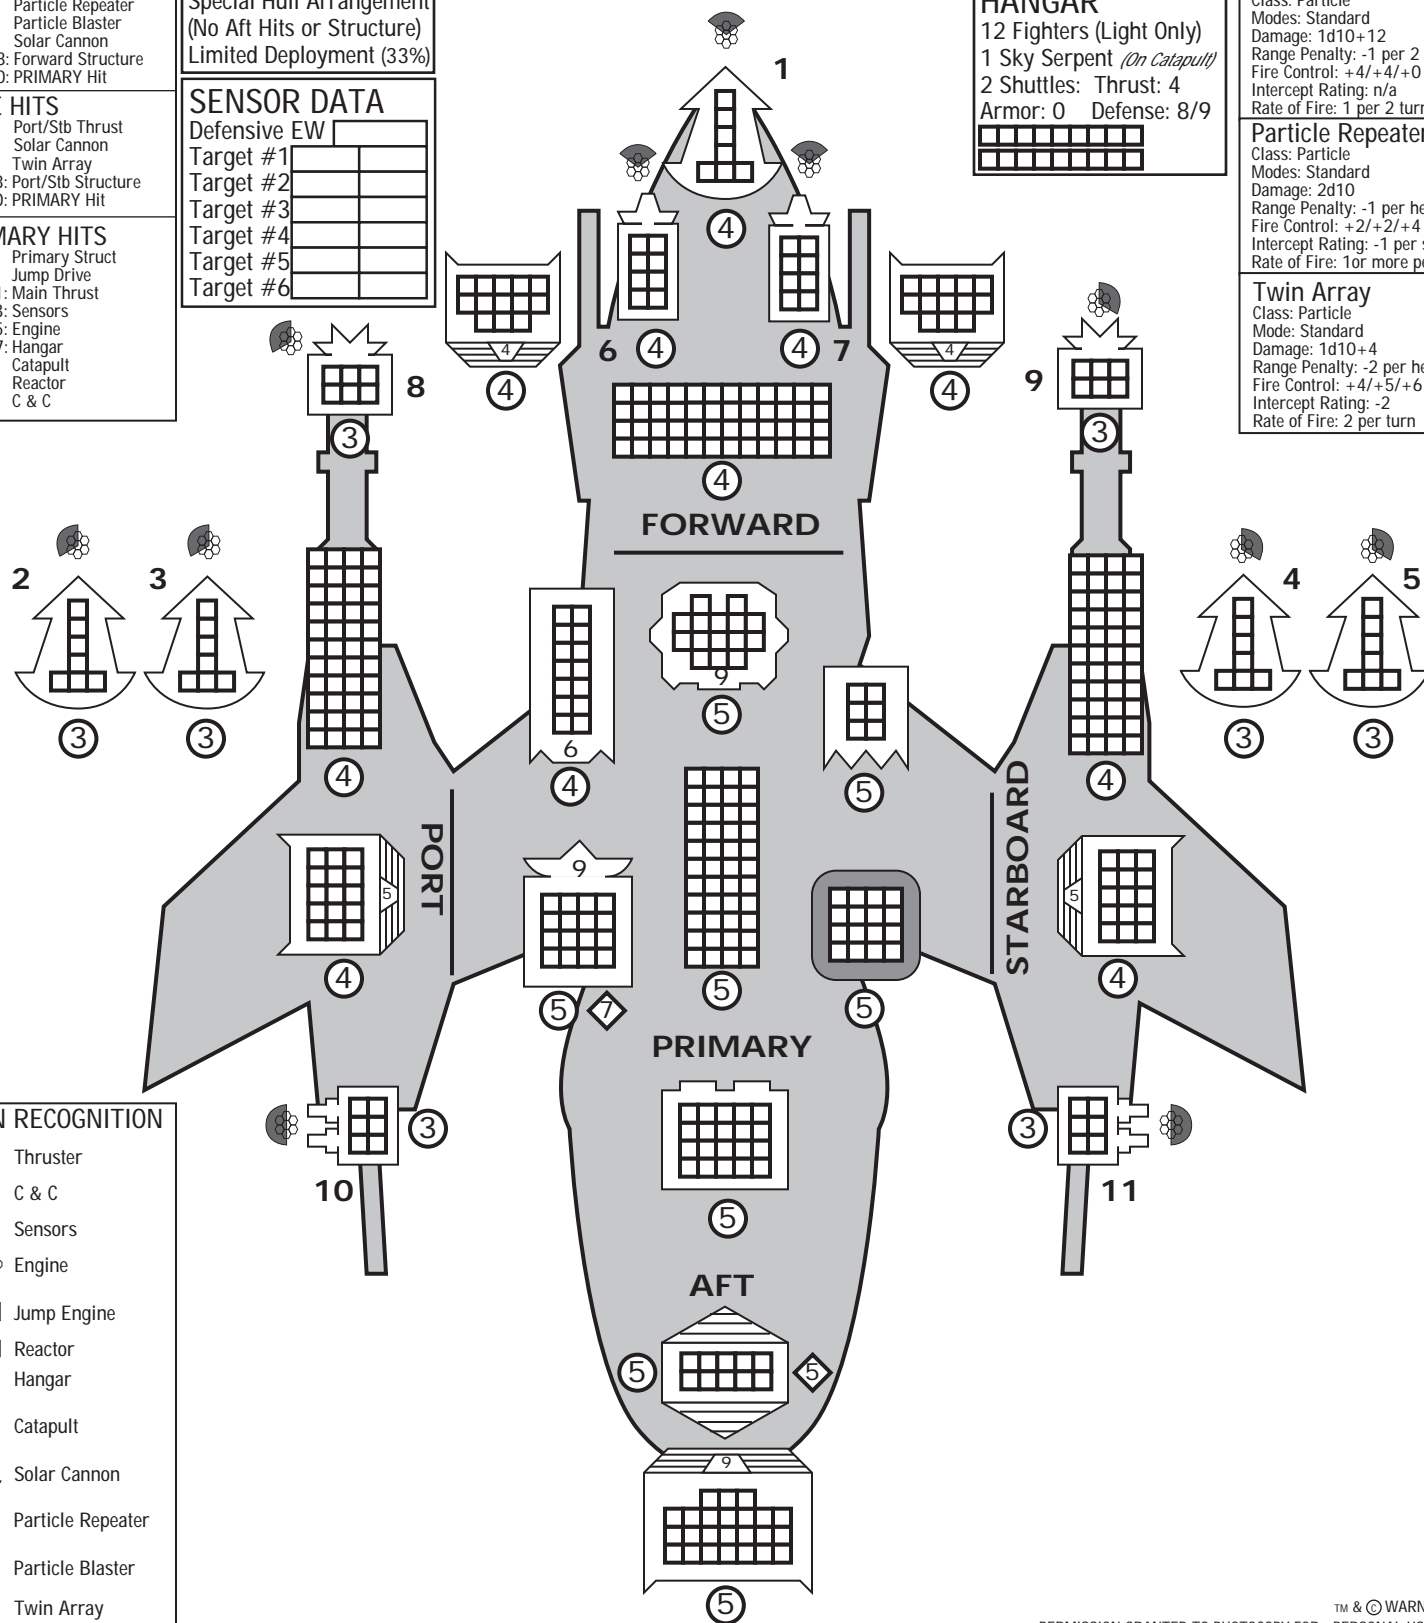 Particle Repeater
Particle Blaster
Solar Cannon
: Forward Structure
: PRIMARY Hit
HITS
Port/Stb Thrust
Solar Cannon
Twin Array
: Port/Stb Structure
: PRIMARY Hit
HITS
Primary Struct
Jump Drive
: Main Thrust
: Sensors
: Engine
: Hangar
Catapult
Reactor
C & C
Special Hull Arrangement
(No Aft Hits or Structure)
Limited Deployment (33%)
SENSOR DATA
Defensive EW
Target #1
Target #2
Target #3
Target #4
Target #5
Target #6
HANGAR
12 Fighters (Light Only)
1 Sky Serpent (On Catapult)
2 Shuttles: Thrust: 4
Armor: 0 Defense: 8/9
Class: Particle
Modes: Standard
Damage: 1d10+12
Range Penalty: -1 per 2
Fire Control: +4/+4/+0
Intercept Rating: n/a
Rate of Fire: 1 per 2 turn
Particle Repeater
Class: Particle
Modes: Standard
Damage: 2d10
Range Penalty: -1 per he
Fire Control: +2/+2/+4
Intercept Rating: -1 per s
Rate of Fire: 1or more pe
Twin Array
Class: Particle
Mode: Standard
Damage: 1d10+4
Range Penalty: -2 per he
Fire Control: +4/+5/+6
Intercept Rating: -2
Rate of Fire: 2 per turn
1
4
6 4 4 7
4 4
4 4
8 9
3 3
4
FORWARD
2 3 4 5
3 3 3 3
9
5
6
4
5
4 4
PORT
STARBOARD
5 5
4 4
9
5 7
5
5
PRIMARY
3 3
10 11
5
AFT
5 5
9
5
RECOGNITION
Thruster
C & C
Sensors
Engine
Jump Engine
Reactor
Hangar
Catapult
Solar Cannon
Particle Repeater
Particle Blaster
Twin Array
TM & © WARN